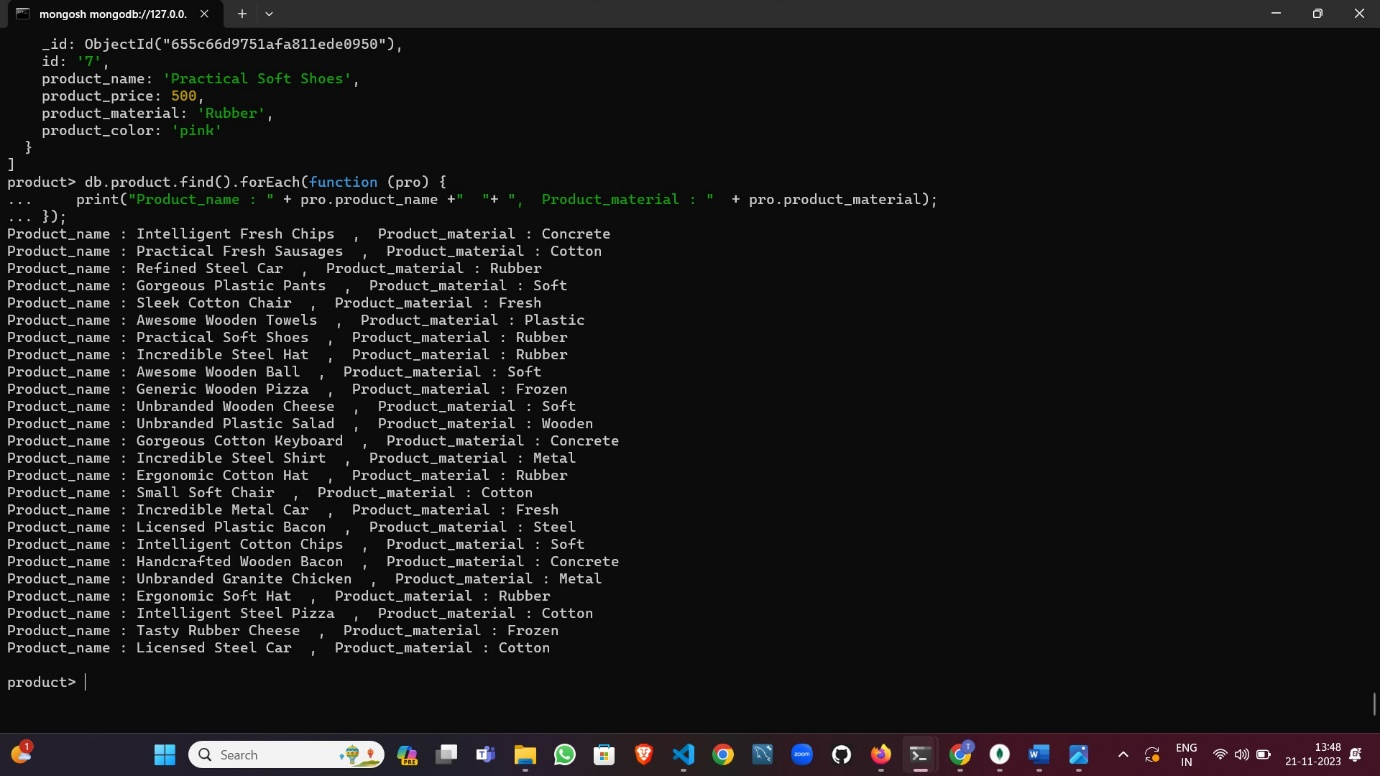 mongosh mongodb://127.0.0.
_id: ObjectId("655c66d9751afa811ede0950"),
id: '7',
product_name: 'Practical Soft Shoes',
product_price: 500,
product_material: 'Rubber',
product_color: 'pink'
}
]
product> db.product.find().forEach(function (pro) {
... print("Product_name : " + pro.product_name +"  "+ ",  Product_material : "  + pro.product_material);
... });
Product_name : Intelligent Fresh Chips  ,  Product_material : Concrete
Product_name : Practical Fresh Sausages  ,  Product_material : Cotton
Product_name : Refined Steel Car  ,  Product_material : Rubber
Product_name : Gorgeous Plastic Pants  ,  Product_material : Soft
Product_name : Sleek Cotton Chair  ,  Product_material : Fresh
Product_name : Awesome Wooden Towels  ,  Product_material : Plastic
Product_name : Practical Soft Shoes  ,  Product_material : Rubber
Product_name : Incredible Steel Hat  ,  Product_material : Rubber
Product_name : Awesome Wooden Ball  ,  Product_material : Soft
Product_name : Generic Wooden Pizza  ,  Product_material : Frozen
Product_name : Unbranded Wooden Cheese  ,  Product_material : Soft
Product_name : Unbranded Plastic Salad  ,  Product_material : Wooden
Product_name : Gorgeous Cotton Keyboard  ,  Product_material : Concrete
Product_name : Incredible Steel Shirt  ,  Product_material : Metal
Product_name : Ergonomic Cotton Hat  ,  Product_material : Rubber
Product_name : Small Soft Chair  ,  Product_material : Cotton
Product_name : Incredible Metal Car  ,  Product_material : Fresh
Product_name : Licensed Plastic Bacon  ,  Product_material : Steel
Product_name : Intelligent Cotton Chips  ,  Product_material : Soft
Product_name : Handcrafted Wooden Bacon  ,  Product_material : Concrete
Product_name : Unbranded Granite Chicken  ,  Product_material : Metal
Product_name : Ergonomic Soft Hat  ,  Product_material : Rubber
Product_name : Intelligent Steel Pizza  ,  Product_material : Cotton
Product_name : Tasty Rubber Cheese  ,  Product_material : Frozen
Product_name : Licensed Steel Car  ,  Product_material : Cotton
product>
1
Search
PRE
zoom
T
ENG
IN
13:48
21-11-2023